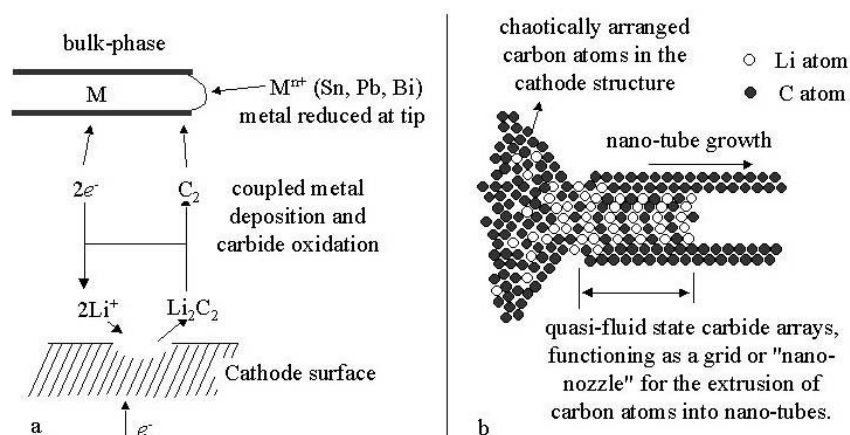 bulk-phase
M
Mⁿ⁺ (Sn, Pb, Bi)
metal reduced at tip
2e⁻
C₂
coupled metal
deposition and
carbide oxidation
2Li⁺
Li₂C₂
Cathode surface
a
e⁻
chaotically arranged
carbon atoms in the
cathode structure
Li atom
C atom
nano-tube growth
quasi-fluid state carbide arrays,
functioning as a grid or "nano-
nozzle" for the extrusion of
carbon atoms into nano-tubes.
b